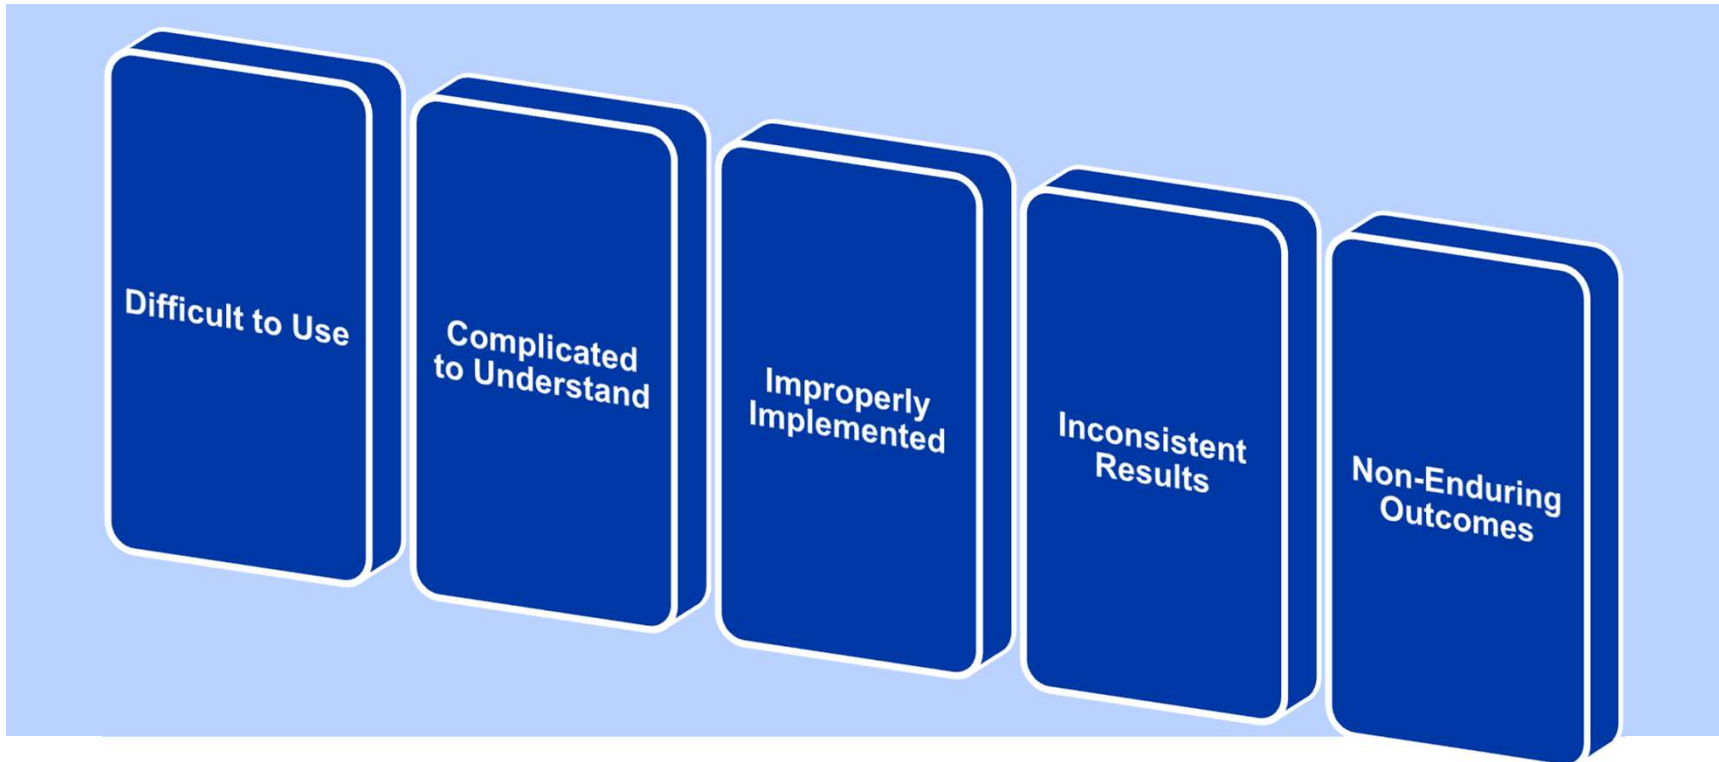 Difficult to Use
Complicated
to Understand
Improperly
Implemented
Inconsistent
Results
Non-Enduring
Outcomes